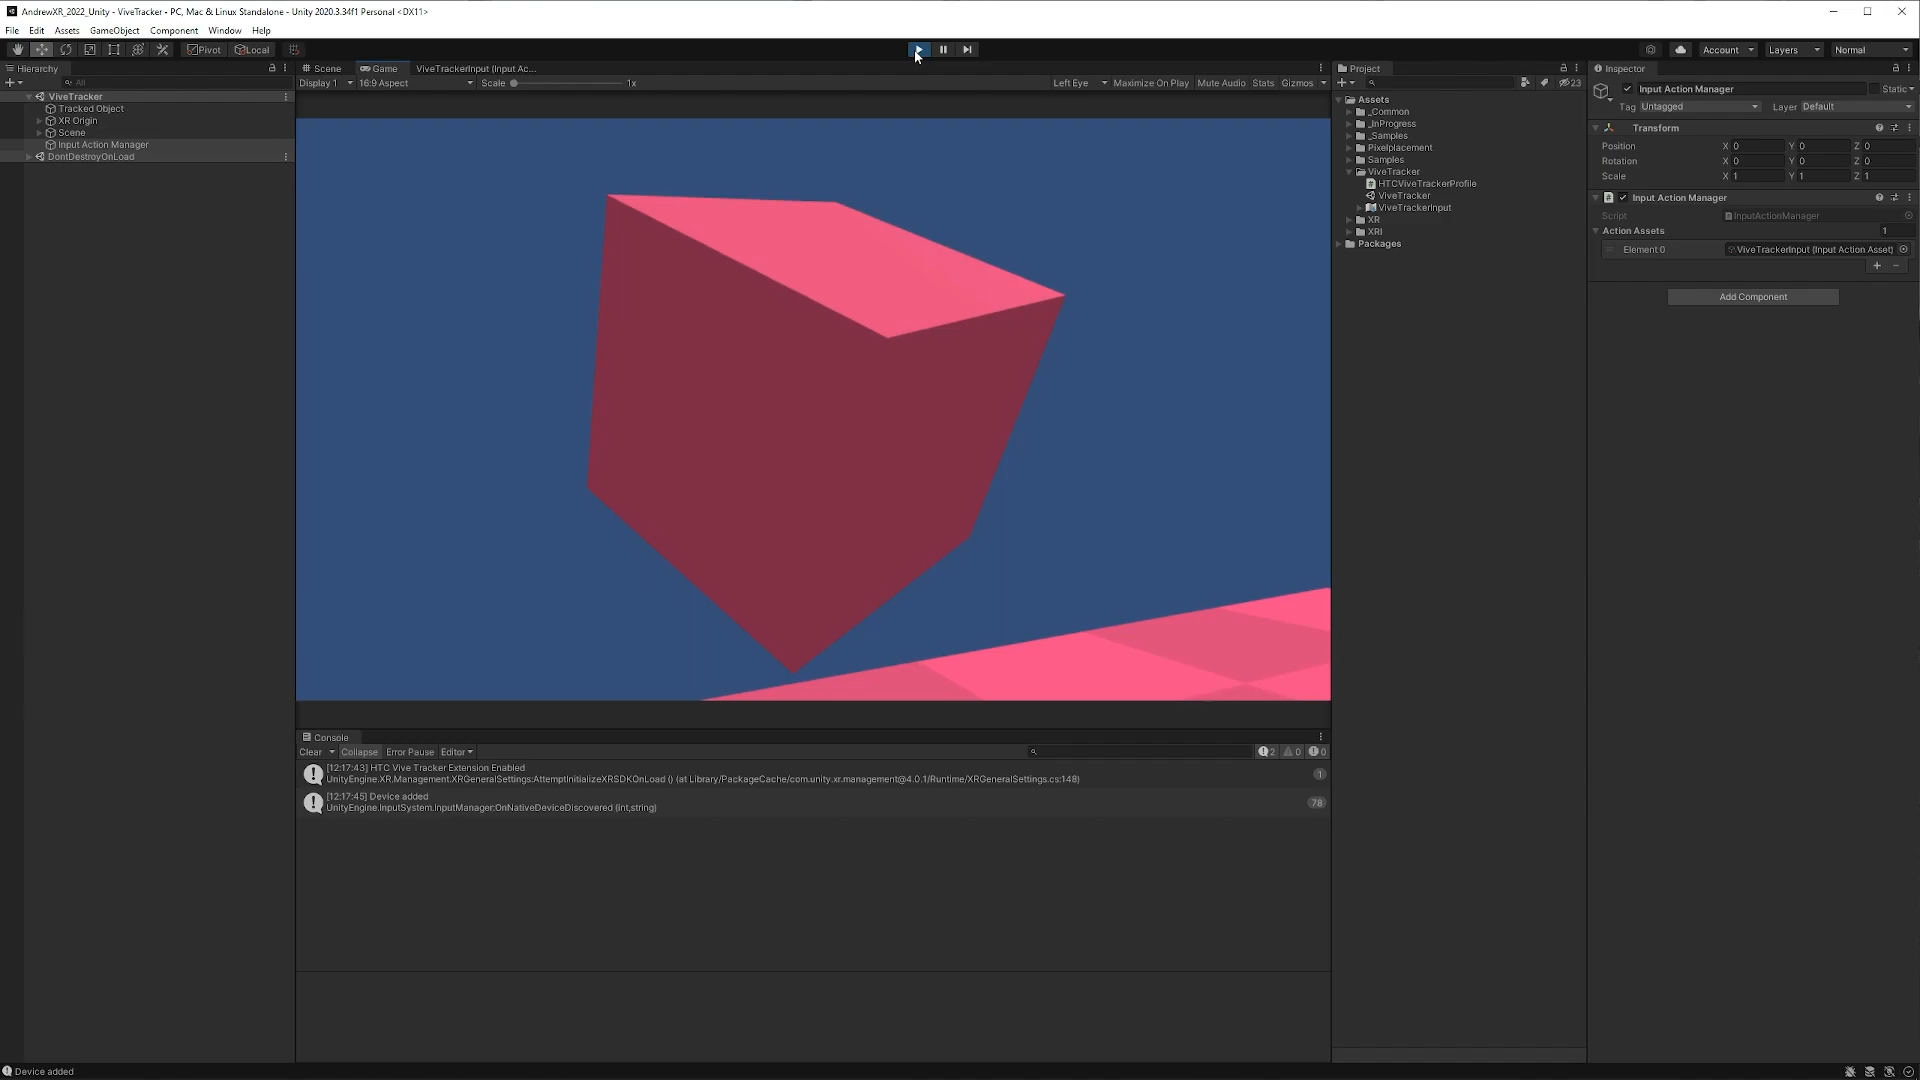 AndrewXR_2022_Unity - ViveTracker - PC, Mac & Linux Standalone - Unity 2020.3.34f1 Personal <DX11>
File Edit Assets GameObject Component Window Help
Pivot Local
Account Layers Normal
Hierarchy
All
ViveTracker
Tracked Object
XR Origin
Scene
Input Action Manager
DontDestroyOnLoad
Scene Game ViveTrackerInput (Input Ac...
Display 1 16:9 Aspect Scale 1x Left Eye Maximize On Play Mute Audio Stats Gizmos
Console
Clear Collapse Error Pause Editor 2 0 0
[12:17:43] HTC Vive Tracker Extension Enabled
UnityEngine.XR.Management.XRGeneralSettings:AttemptInitializeXRSDKOnLoad () (at Library/PackageCache/com.unity.xr.management@4.0.1/Runtime/XRGeneralSettings.cs:148)
1
[12:17:45] Device added
UnityEngine.InputSystem.InputManager:OnNativeDeviceDiscovered (int,string)
78
Project
23
Assets
_Common
_InProgress
_Samples
Pixelplacement
Samples
ViveTracker
HTCViveTrackerProfile
ViveTracker
ViveTrackerInput
XR
XRI
Packages
Inspector
Input Action Manager Static
Tag Untagged Layer Default
Transform
Position X 0 Y 0 Z 0
Rotation X 0 Y 0 Z 0
Scale X 1 Y 1 Z 1
Input Action Manager
Script InputActionManager
Action Assets 1
Element 0 ViveTrackerInput (Input Action Asset)
+ −
Add Component
Device added